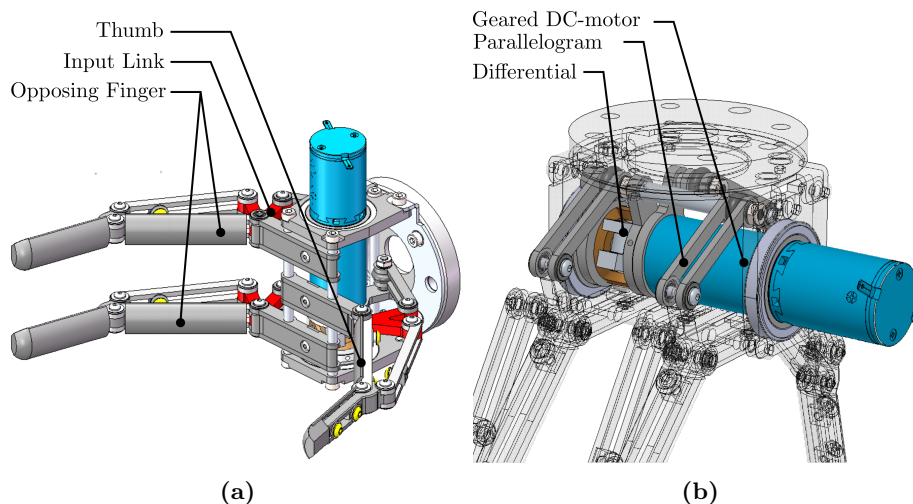 Thumb
Input Link
Opposing Finger
Geared DC-motor
Parallelogram
Differential
(a)
(b)